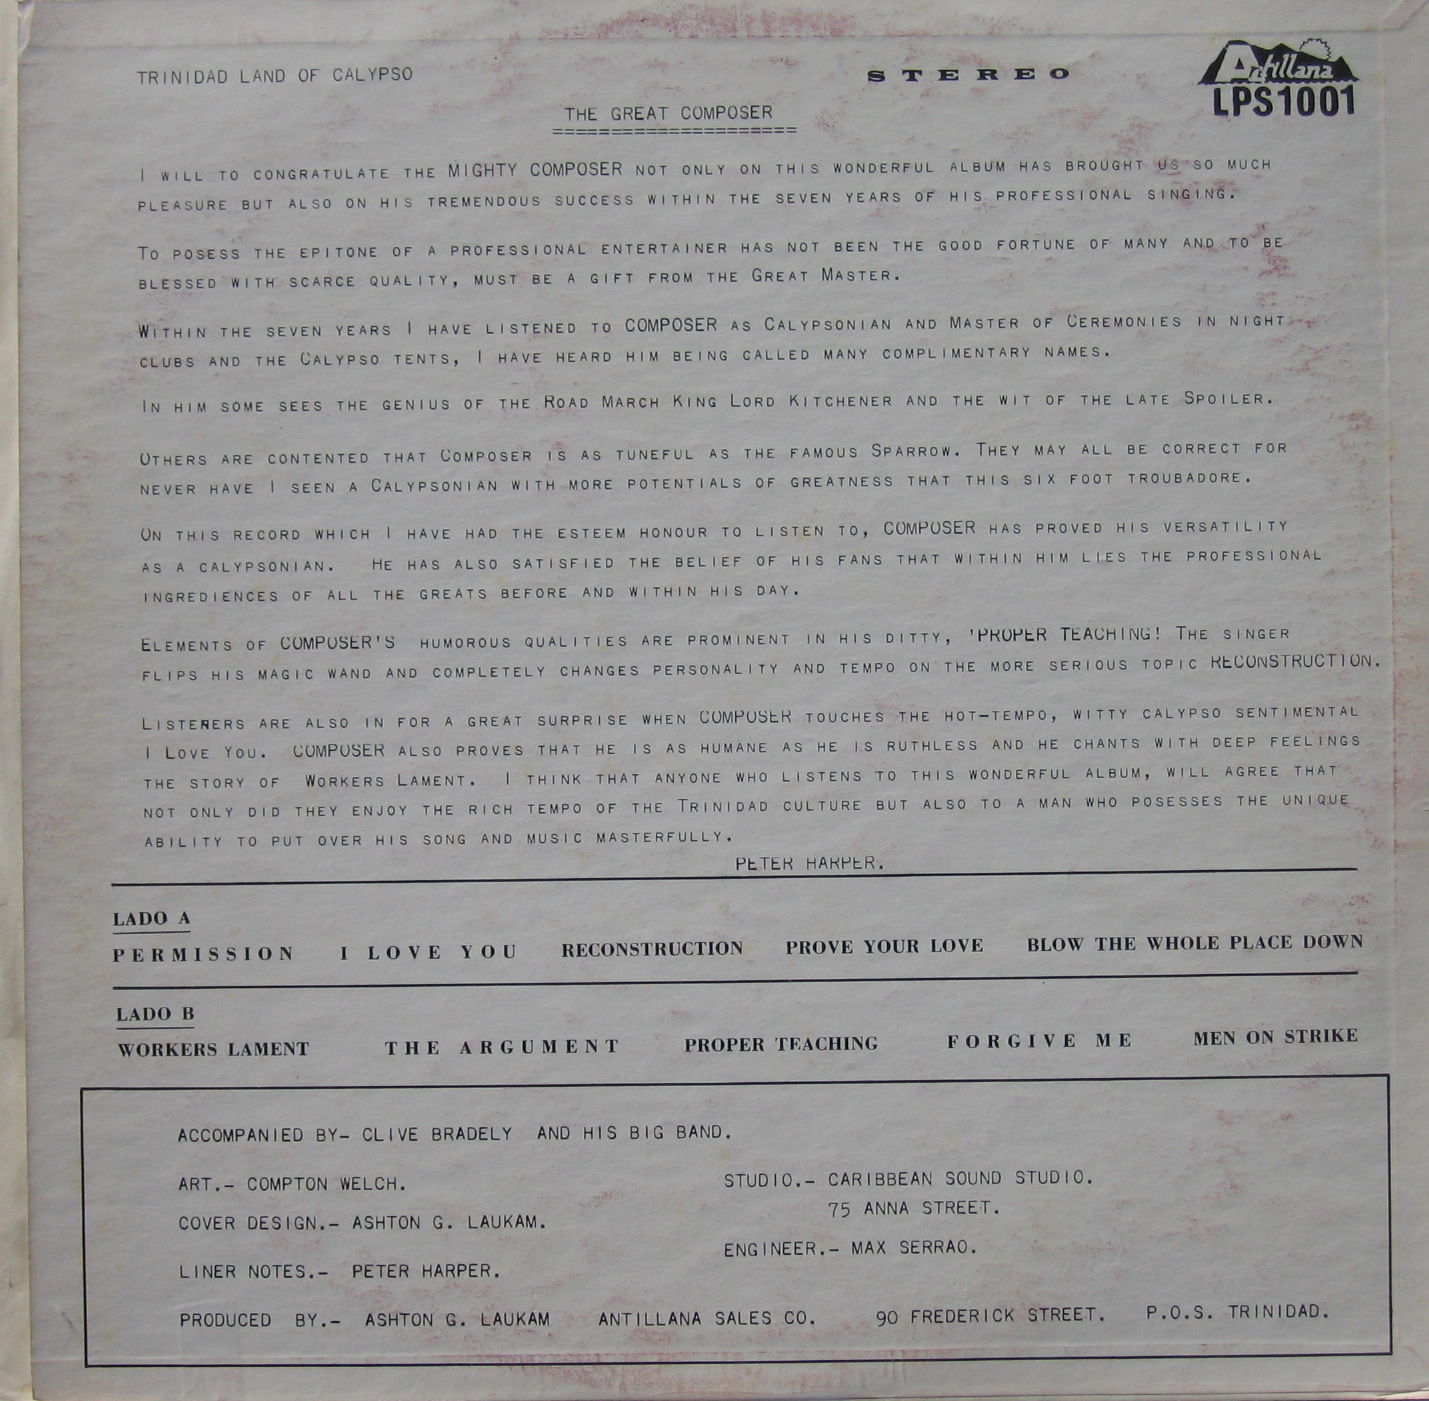 TRINIDAD LAND OF CALYPSO
STEREO
Antillana
LPS1001
THE GREAT COMPOSER
=====================
I WILL TO CONGRATULATE THE MIGHTY COMPOSER NOT ONLY ON THIS WONDERFUL ALBUM HAS BROUGHT US SO MUCH
PLEASURE BUT ALSO ON HIS TREMENDOUS SUCCESS WITHIN THE SEVEN YEARS OF HIS PROFESSIONAL SINGING.
TO POSESS THE EPITONE OF A PROFESSIONAL ENTERTAINER HAS NOT BEEN THE GOOD FORTUNE OF MANY AND TO BE
BLESSED WITH SCARCE QUALITY, MUST BE A GIFT FROM THE GREAT MASTER.
WITHIN THE SEVEN YEARS I HAVE LISTENED TO COMPOSER AS CALYPSONIAN AND MASTER OF CEREMONIES IN NIGHT
CLUBS AND THE CALYPSO TENTS, I HAVE HEARD HIM BEING CALLED MANY COMPLIMENTARY NAMES.
IN HIM SOME SEES THE GENIUS OF THE ROAD MARCH KING LORD KITCHENER AND THE WIT OF THE LATE SPOILER.
OTHERS ARE CONTENTED THAT COMPOSER IS AS TUNEFUL AS THE FAMOUS SPARROW. THEY MAY ALL BE CORRECT FOR
NEVER HAVE I SEEN A CALYPSONIAN WITH MORE POTENTIALS OF GREATNESS THAT THIS SIX FOOT TROUBADORE.
ON THIS RECORD WHICH I HAVE HAD THE ESTEEM HONOUR TO LISTEN TO, COMPOSER HAS PROVED HIS VERSATILITY
AS A CALYPSONIAN. HE HAS ALSO SATISFIED THE BELIEF OF HIS FANS THAT WITHIN HIM LIES THE PROFESSIONAL
INGREDIENCES OF ALL THE GREATS BEFORE AND WITHIN HIS DAY.
ELEMENTS OF COMPOSER'S HUMOROUS QUALITIES ARE PROMINENT IN HIS DITTY, 'PROPER TEACHING! THE SINGER
FLIPS HIS MAGIC WAND AND COMPLETELY CHANGES PERSONALITY AND TEMPO ON THE MORE SERIOUS TOPIC RECONSTRUCTION.
LISTENERS ARE ALSO IN FOR A GREAT SURPRISE WHEN COMPOSER TOUCHES THE HOT-TEMPO, WITTY CALYPSO SENTIMENTAL
I LOVE YOU. COMPOSER ALSO PROVES THAT HE IS AS HUMANE AS HE IS RUTHLESS AND HE CHANTS WITH DEEP FEELINGS
THE STORY OF WORKERS LAMENT. I THINK THAT ANYONE WHO LISTENS TO THIS WONDERFUL ALBUM, WILL AGREE THAT
NOT ONLY DID THEY ENJOY THE RICH TEMPO OF THE TRINIDAD CULTURE BUT ALSO TO A MAN WHO POSESSES THE UNIQUE
ABILITY TO PUT OVER HIS SONG AND MUSIC MASTERFULLY.
PETER HARPER.
LADO A
PERMISSION I LOVE YOU RECONSTRUCTION PROVE YOUR LOVE BLOW THE WHOLE PLACE DOWN
LADO B
WORKERS LAMENT THE ARGUMENT PROPER TEACHING FORGIVE ME MEN ON STRIKE
ACCOMPANIED BY- CLIVE BRADELY AND HIS BIG BAND.
ART.- COMPTON WELCH.
COVER DESIGN.- ASHTON G. LAUKAM.
LINER NOTES.- PETER HARPER.
STUDIO.- CARIBBEAN SOUND STUDIO.
75 ANNA STREET.
ENGINEER.- MAX SERRAO.
PRODUCED BY.- ASHTON G. LAUKAM ANTILLANA SALES CO. 90 FREDERICK STREET. P.O.S. TRINIDAD.